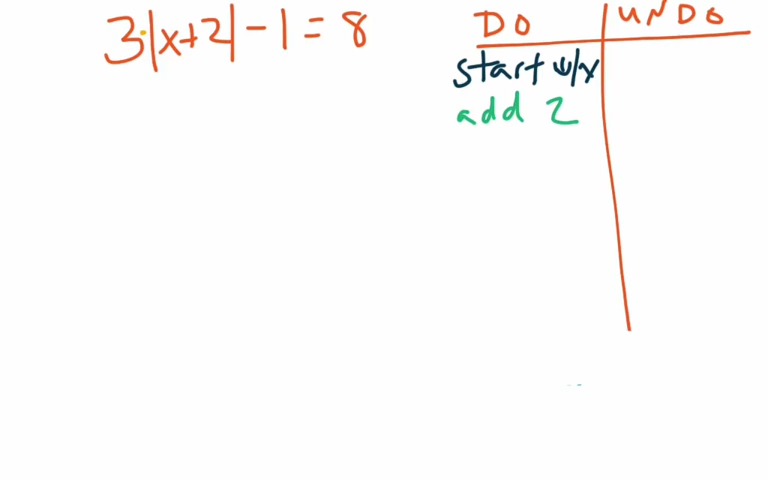 3·|x+2| - 1 = 8
DO
UNDO
start w/x
add 2